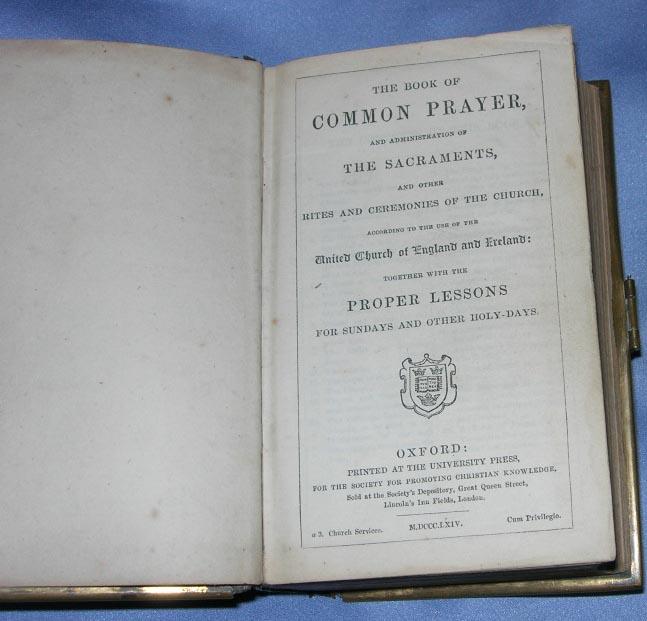 THE BOOK OF
COMMON PRAYER,
AND ADMINISTRATION OF
THE SACRAMENTS,
AND OTHER
RITES AND CEREMONIES OF THE CHURCH,
ACCORDING TO THE USE OF THE
United Church of England and Ireland:
TOGETHER WITH THE
PROPER LESSONS
FOR SUNDAYS AND OTHER HOLY-DAYS.
OXFORD:
PRINTED AT THE UNIVERSITY PRESS,
FOR THE SOCIETY FOR PROMOTING CHRISTIAN KNOWLEDGE,
Sold at the Society's Depository, Great Queen Street,
Lincoln's Inn Fields, London.
M.DCCC.LXIV.
a 3. Church Services. Cum Privilegio.